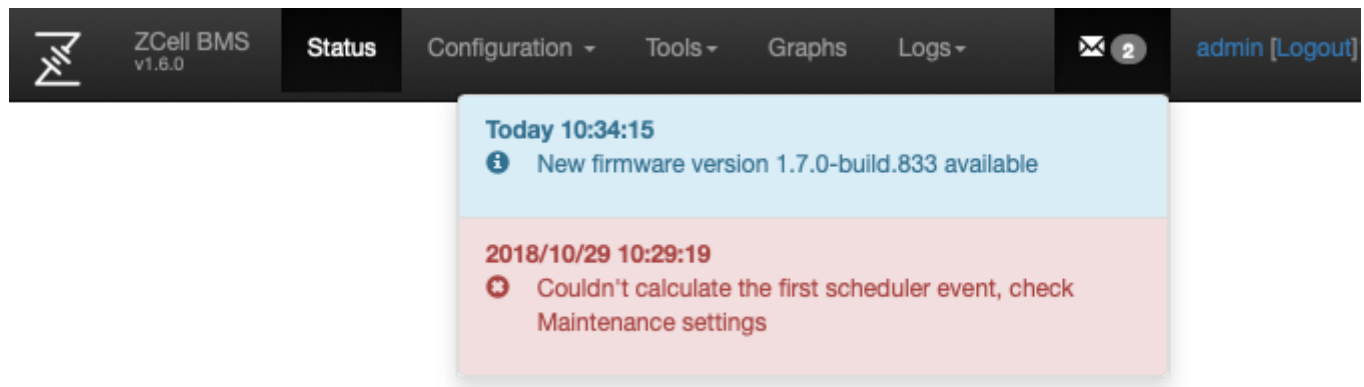 ZCell BMS
v1.6.0
Status
Configuration
Tools
Graphs
Logs
2
admin [Logout]
Today 10:34:15
New firmware version 1.7.0-build.833 available
2018/10/29 10:29:19
Couldn't calculate the first scheduler event, check
Maintenance settings